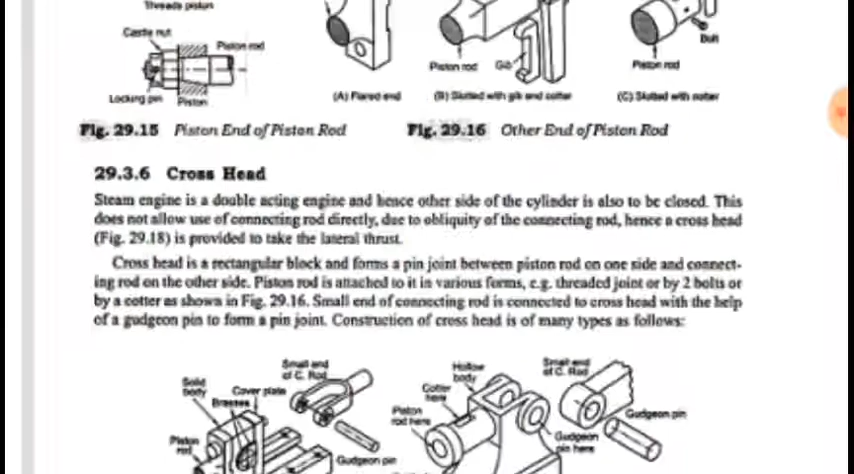 Threads piston
Castle nut
Piston rod
Locking pin
Piston
Piston rod
Gib
Piston rod
Bolt
(A) Flared end
(B) Slutted with gib and cotter
(C) Slutted with cotter
Fig. 29.15 Piston End of Piston Rod
Fig. 29.16 Other End of Piston Rod
29.3.6 Cross Head
Steam engine is a double acting engine and hence other side of the cylinder is also to be closed. This
does not allow use of connecting rod directly, due to obliquity of the connecting rod, hence a cross head
(Fig. 29.18) is provided to take the lateral thrust.
Cross head is a rectangular block and forms a pin joint between piston rod on one side and connect-
ing rod on the other side. Piston rod is attached to it in various forms, e.g. threaded joint or by 2 bolts or
by a cotter as shown in Fig. 29.16. Small end of connecting rod is connected to cross head with the help
of a gudgeon pin to form a pin joint. Construction of cross head is of many types as follows:
Small end
of C. Rod
Solid
body
Cover plate
Brasses
Piston
rod
Gudgeon pin
Hollow
body
Cotter
here
Piston
rod here
Small end
of C. Rod
Gudgeon pin
Gudgeon
pin here